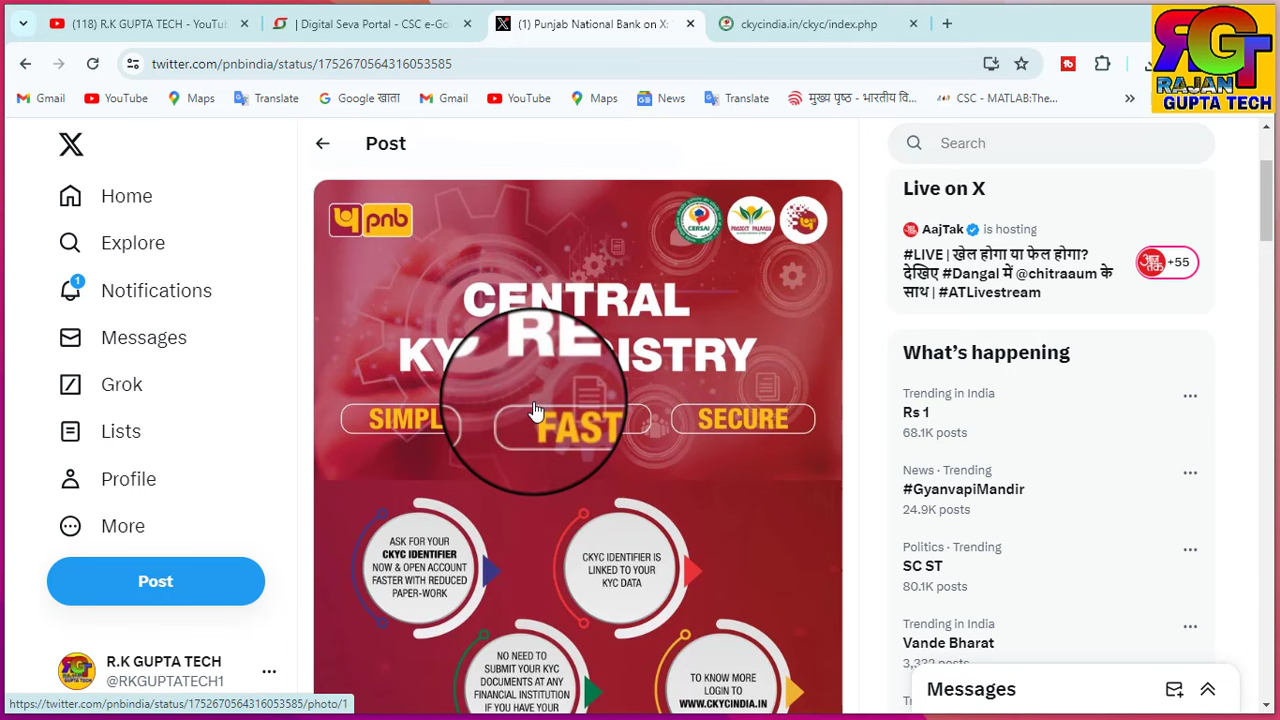 (118) R.K GUPTA TECH - YouTu
| Digital Seva Portal - CSC e-Go
(1) Punjab National Bank on X:
ckycindia.in/ckyc/index.php
twitter.com/pnbindia/status/1752670564316053585
Gmail
YouTube
Maps
Translate
Google खाता
Gmail
YouTube
Maps
News
Translate
मुख्य पृष्ठ - भारतीय वि...
CSC - MATLAB:The...
RGT
RAJAN
GUPTA TECH
Post
Search
Home
Explore
1
Notifications
Messages
Grok
Lists
Profile
More
Post
R.K GUPTA TECH
@RKGUPTATECH1
pnb
CERSAI
CENTRAL
KYC REGISTRY
SIMPL
FAST
SECURE
ASK FOR YOUR
CKYC IDENTIFIER
NOW & OPEN ACCOUNT
FASTER WITH REDUCED
PAPER-WORK
CKYC IDENTIFIER IS
LINKED TO YOUR
KYC DATA
NO NEED TO
SUBMIT YOUR KYC
DOCUMENTS AT ANY
FINANCIAL INSTITUTION
IF YOU HAVE YOUR
TO KNOW MORE
LOGIN TO
WWW.CKYCINDIA.IN
Live on X
AajTak is hosting
#LIVE | खेल होगा या फेल होगा?
देखिए #Dangal में @chitraaum के
साथ | #ATLivestream
+55
What's happening
Trending in India
Rs 1
68.1K posts
News · Trending
#GyanvapiMandir
24.9K posts
Politics · Trending
SC ST
80.1K posts
Trending in India
Vande Bharat
Messages
https://twitter.com/pnbindia/status/1752670564316053585/photo/1